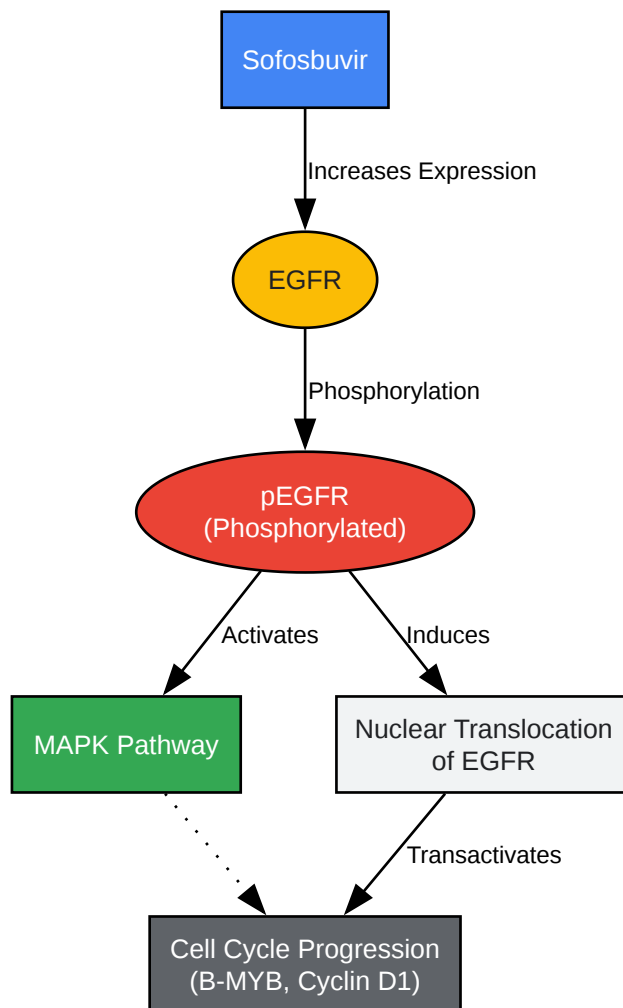 Sofosbuvir
Increases Expression
EGFR
Phosphorylation
pEGFR
(Phosphorylated)
Activates
Induces
MAPK Pathway
Nuclear Translocation
of EGFR
Transactivates
Cell Cycle Progression
(B-MYB, Cyclin D1)